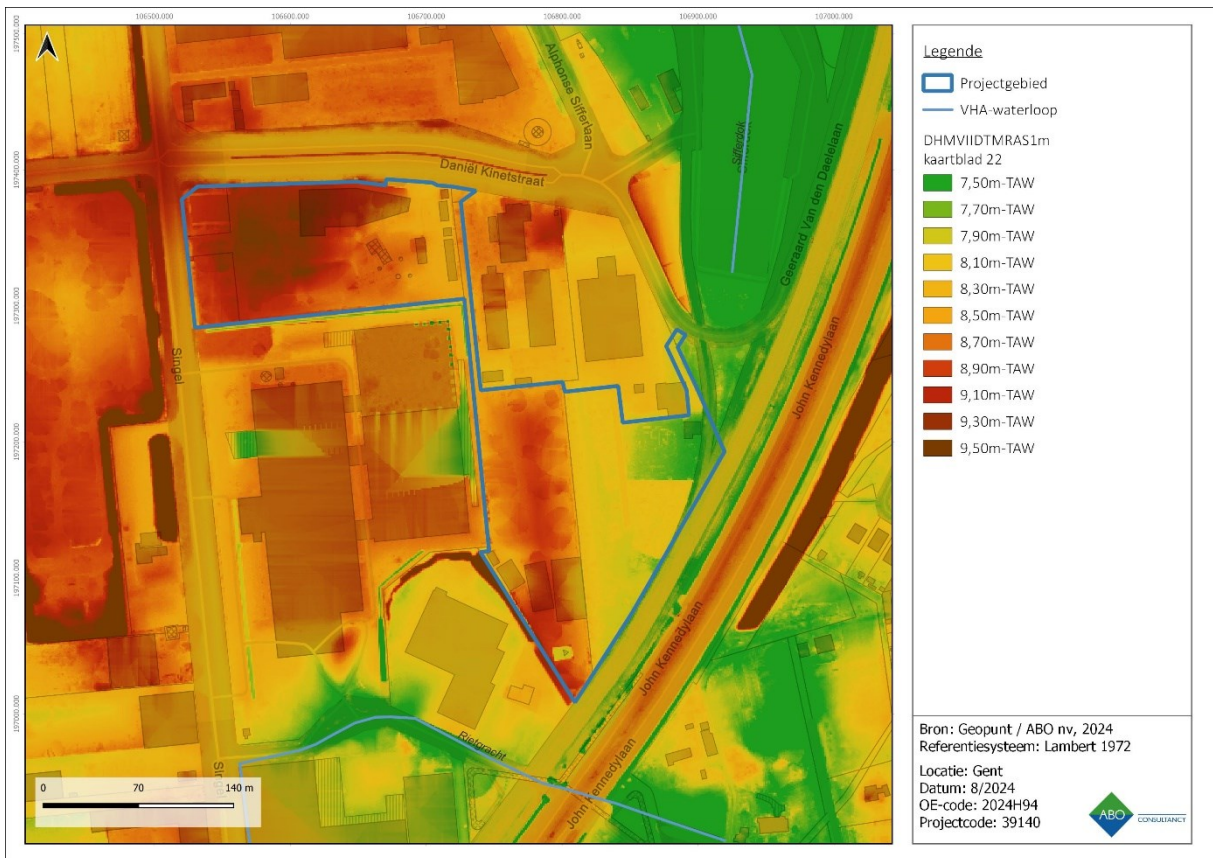 106500.000 106600.000 106700.000 106800.000 106900.000 107000.000
197500.000
197400.000
197300.000
197200.000
197100.000
197000.000
Alphonse Sifferlaan
Sifferdok
Daniël Kinetstraat
Geeraard Van den Daelelaan
John Kennedylaan
Singel
John Kennedylaan
Rietgracht
Singel
John Kennedylaan
0 70 140 m
Legende
Projectgebied
VHA-waterloop
DHMVIIDTMRAS1m
kaartblad 22
7,50m-TAW
7,70m-TAW
7,90m-TAW
8,10m-TAW
8,30m-TAW
8,50m-TAW
8,70m-TAW
8,90m-TAW
9,10m-TAW
9,30m-TAW
9,50m-TAW
Bron: Geopunt / ABO nv, 2024
Referentiesysteem: Lambert 1972
Locatie: Gent
Datum: 8/2024
OE-code: 2024H94
Projectcode: 39140
ABO CONSULTANCY